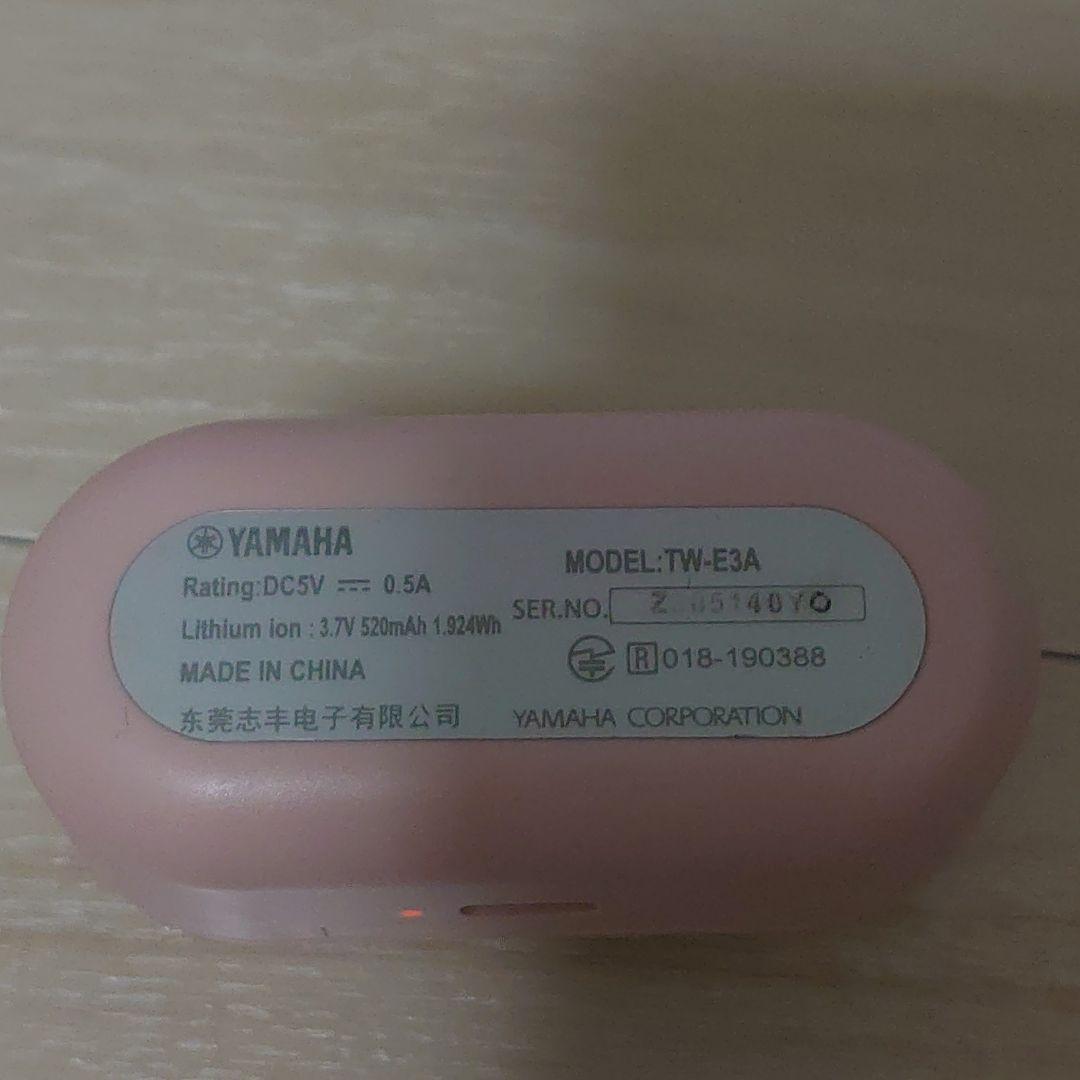 YAMAHA
Rating:DC5V ⎓ 0.5A
Lithium ion : 3.7V 520mAh 1.924Wh
MADE IN CHINA
东莞志丰电子有限公司
MODEL:TW-E3A
SER.NO.
R 018-190388
YAMAHA CORPORATION